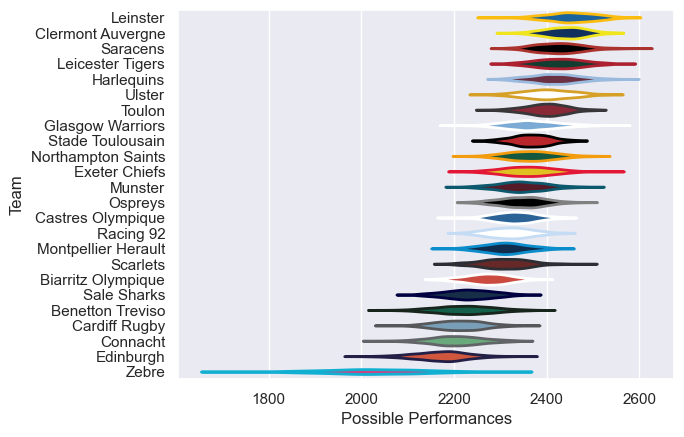 Leinster
Clermont Auvergne
Saracens
Leicester Tigers
Harlequins
Ulster
Toulon
Glasgow Warriors
Stade Toulousain
Northampton Saints
Exeter Chiefs
Munster
Ospreys
Castres Olympique
Racing 92
Montpellier Herault
Scarlets
Biarritz Olympique
Sale Sharks
Benetton Treviso
Cardiff Rugby
Connacht
Edinburgh
Zebre
Team
1800 2000 2200 2400 2600
Possible Performances